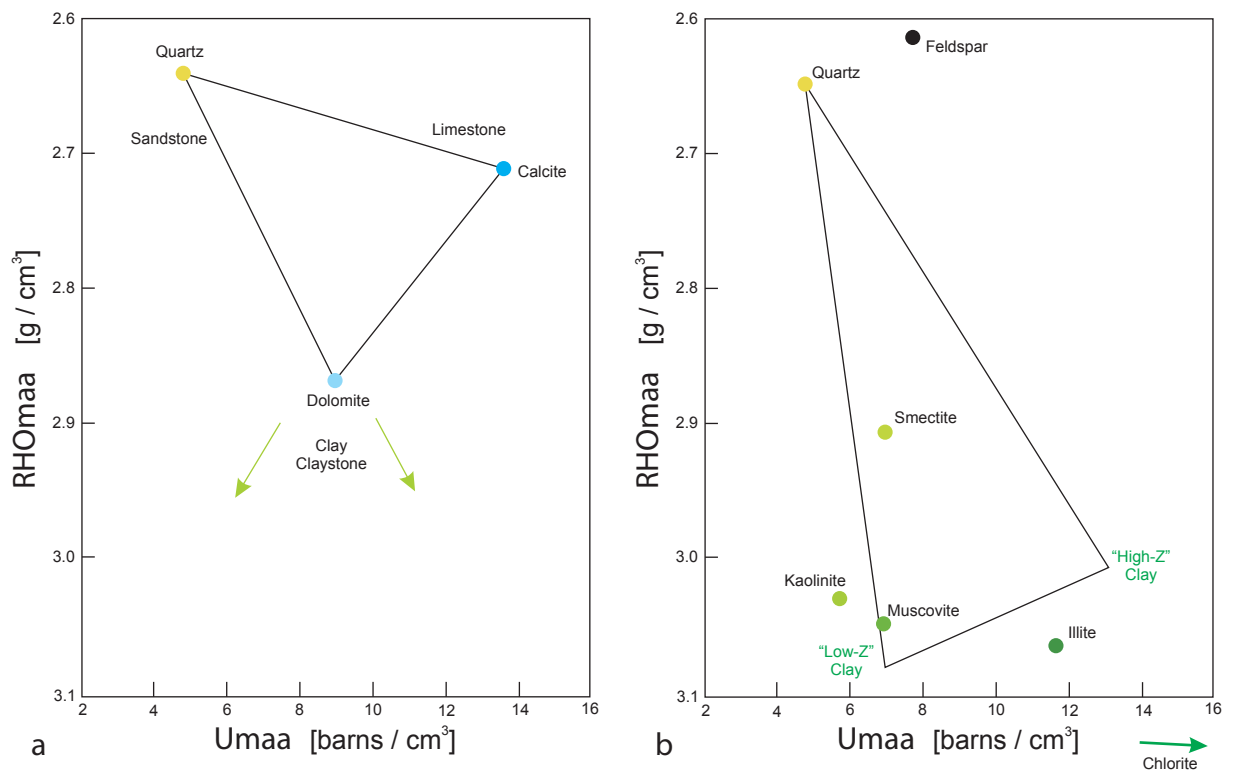 2.6
2.7
2.8
2.9
3.0
3.1
RHOmaa [g / cm³]
Quartz
Sandstone
Limestone
Calcite
Dolomite
Clay
Claystone
2 4 6 8 10 12 14 16
a
Umaa [barns / cm³]
2.6
2.7
2.8
2.9
3.0
3.1
RHOmaa [g / cm³]
Feldspar
Quartz
Smectite
"High-Z"
Clay
Kaolinite
Muscovite
Illite
"Low-Z"
Clay
2 4 6 8 10 12 14 16
b
Umaa [barns / cm³]
Chlorite